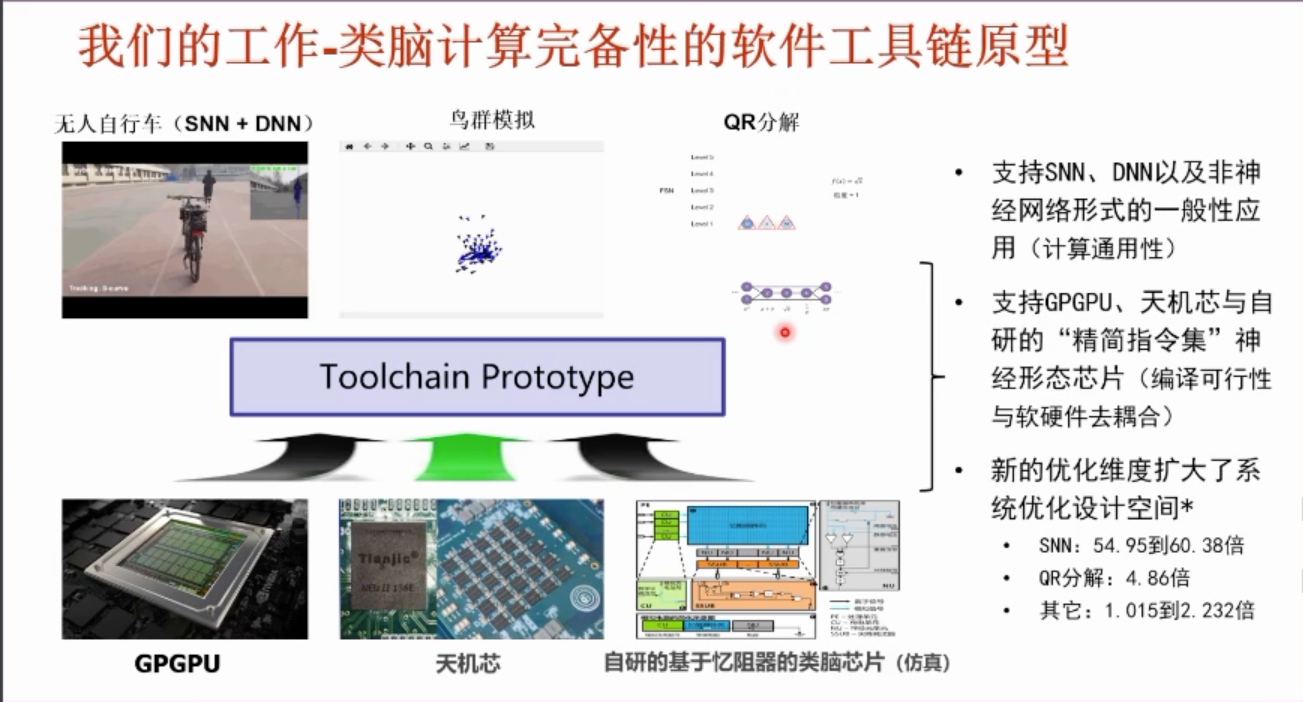 我们的工作-类脑计算完备性的软件工具链原型
无人自行车（SNN + DNN）
鸟群模拟
QR分解
Level 5
Level 4
FSN
Level 3
Level 2
Level 1
Toolchain Prototype
Tianjic®
PE
CU
SSUB
NU
GPGPU
天机芯
自研的基于忆阻器的类脑芯片（仿真）
• 支持SNN、DNN以及非神
经网络形式的一般性应
用（计算通用性）
• 支持GPGPU、天机芯与自
研的“精简指令集”神
经形态芯片（编译可行性
与软硬件去耦合）
• 新的优化维度扩大了系
统优化设计空间*
• SNN：54.95到60.38倍
• QR分解：4.86倍
• 其它：1.015到2.232倍